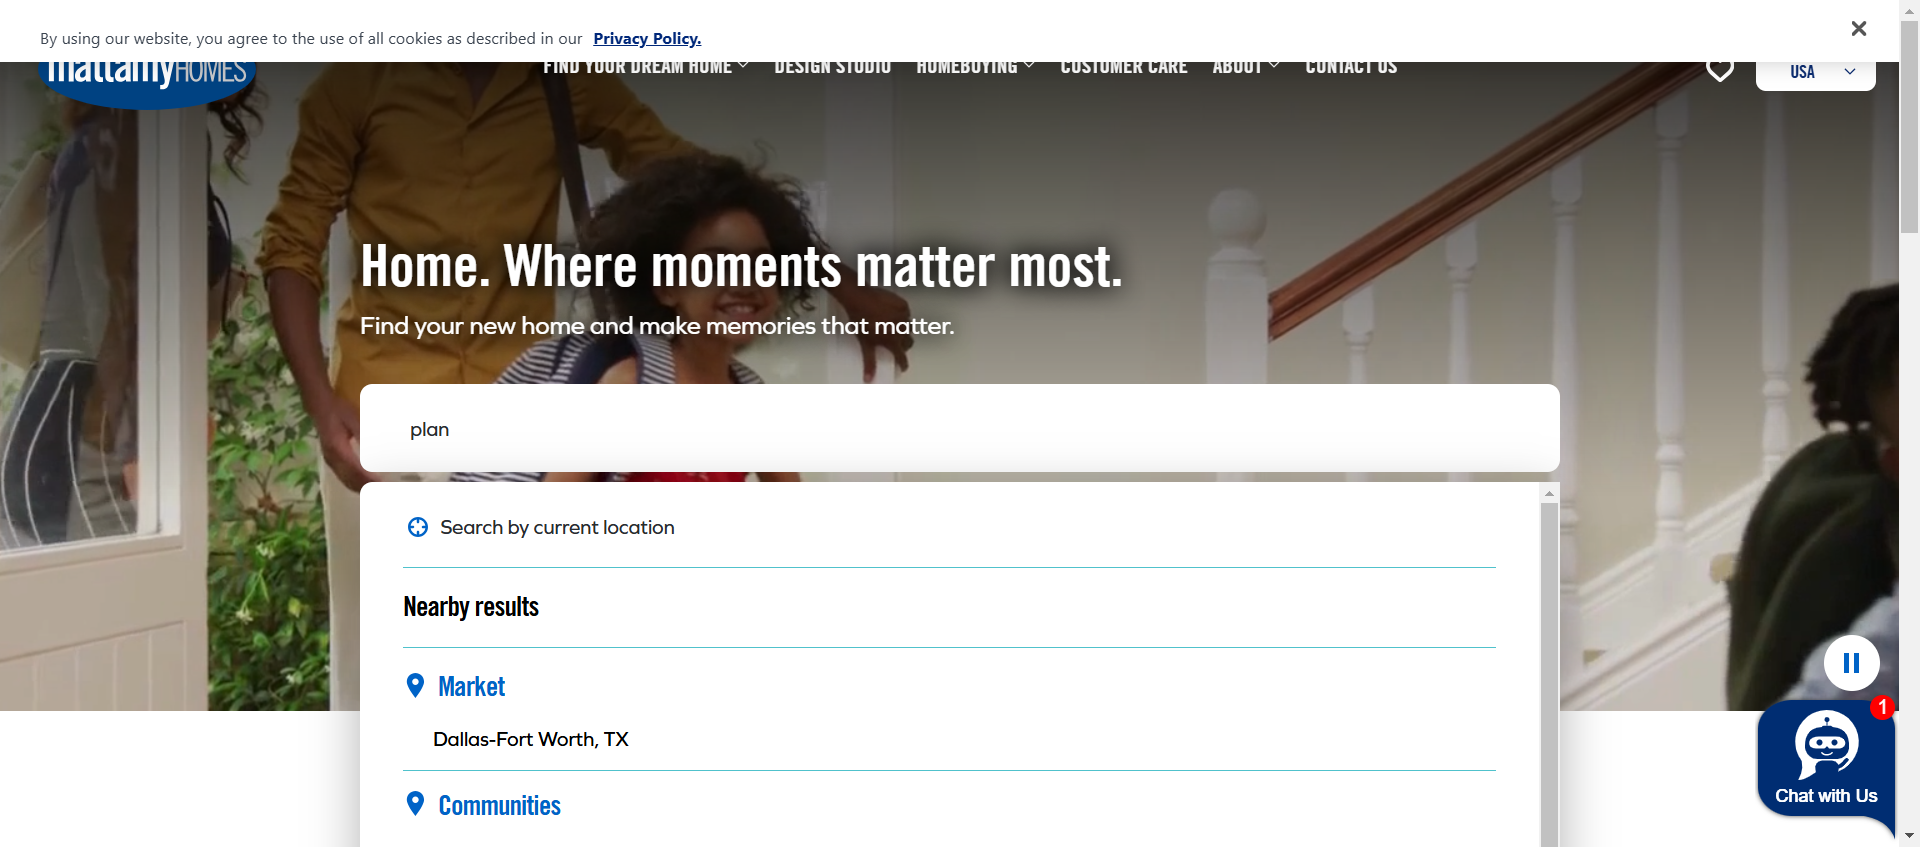 By using our website, you agree to the use of all cookies as described in our Privacy Policy.
mattamyHOMES
FIND YOUR DREAM HOME
DESIGN STUDIO
HOMEBUYING
CUSTOMER CARE
ABOUT
CONTACT US
USA
Home. Where moments matter most.
Find your new home and make memories that matter.
plan
Search by current location
Nearby results
Market
Dallas-Fort Worth, TX
Communities
1
Chat with Us